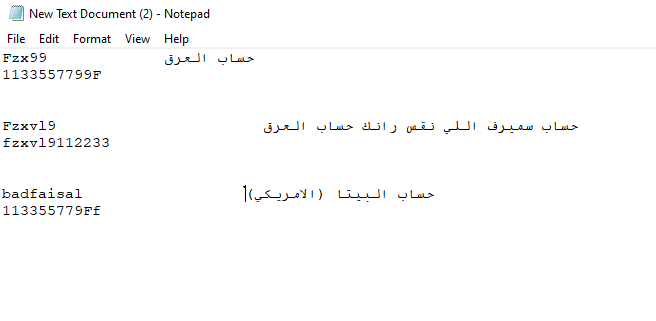 New Text Document (2) - Notepad
File Edit Format View Help
Fzx99 حساب العرق
1133557799F
Fzxvl9 حساب سميرف اللي نقس رانك حساب العرق
fzxvl9112233
badfaisal حساب البيتا (الامريكي)
113355779Ff